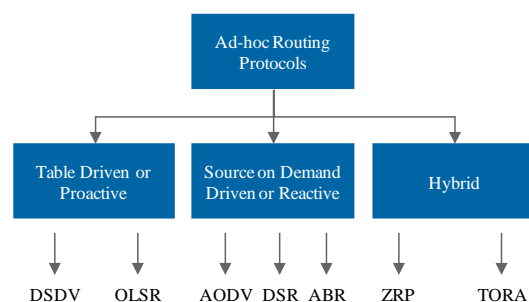 Ad-hoc Routing
Protocols
Table Driven or
Proactive
Source on Demand
Driven or Reactive
Hybrid
DSDV OLSR AODV DSR ABR ZRP TORA